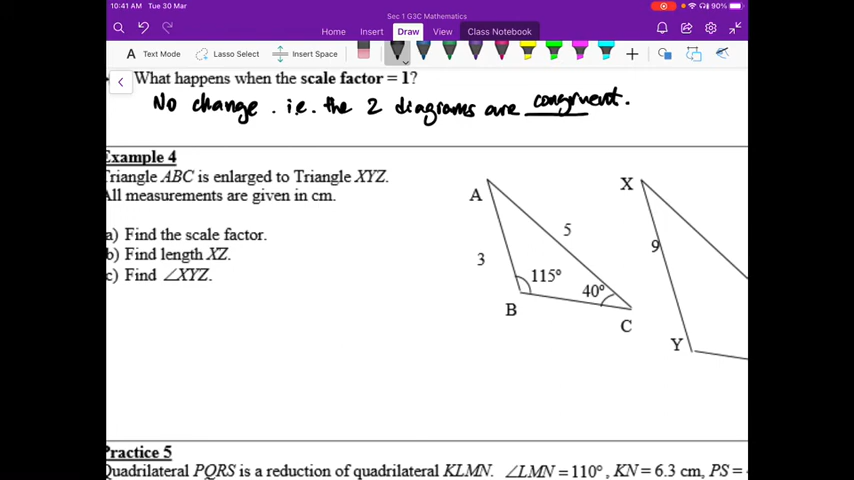 10:41 AM Tue 30 Mar
90%
Sec 1 G3C Mathematics
Home Insert Draw View Class Notebook
A Text Mode Lasso Select Insert Space
What happens when the scale factor = 1?
No change . i.e. the 2 diagrams are congruent.
Example 4
Triangle ABC is enlarged to Triangle XYZ.
All measurements are given in cm.
a) Find the scale factor.
b) Find length XZ.
c) Find ∠XYZ.
A
5
3
115°
40°
B
C
X
9
Y
Practice 5
Quadrilateral PQRS is a reduction of quadrilateral KLMN. ∠LMN = 110°, KN = 6.3 cm, PS =